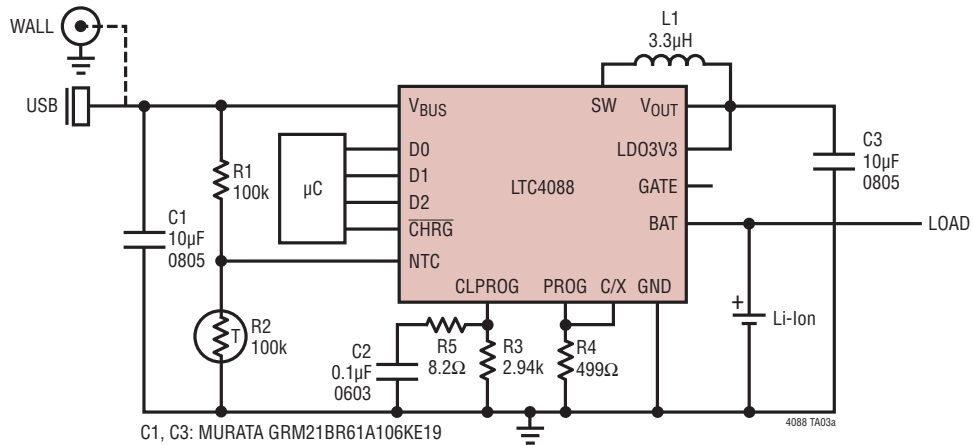 WALL
USB
L1
3.3µH
VBUS
SW
VOUT
D0
D1
D2
CHRG
NTC
µC
LTC4088
LDO3V3
GATE
BAT
CLPROG
PROG
C/X
GND
LOAD
R1
100k
C1
10µF
0805
C3
10µF
0805
T
R2
100k
C2
0.1µF
0603
R5
8.2Ω
R3
2.94k
R4
499Ω
+
Li-Ion
4088 TA03a
C1, C3: MURATA GRM21BR61A106KE19